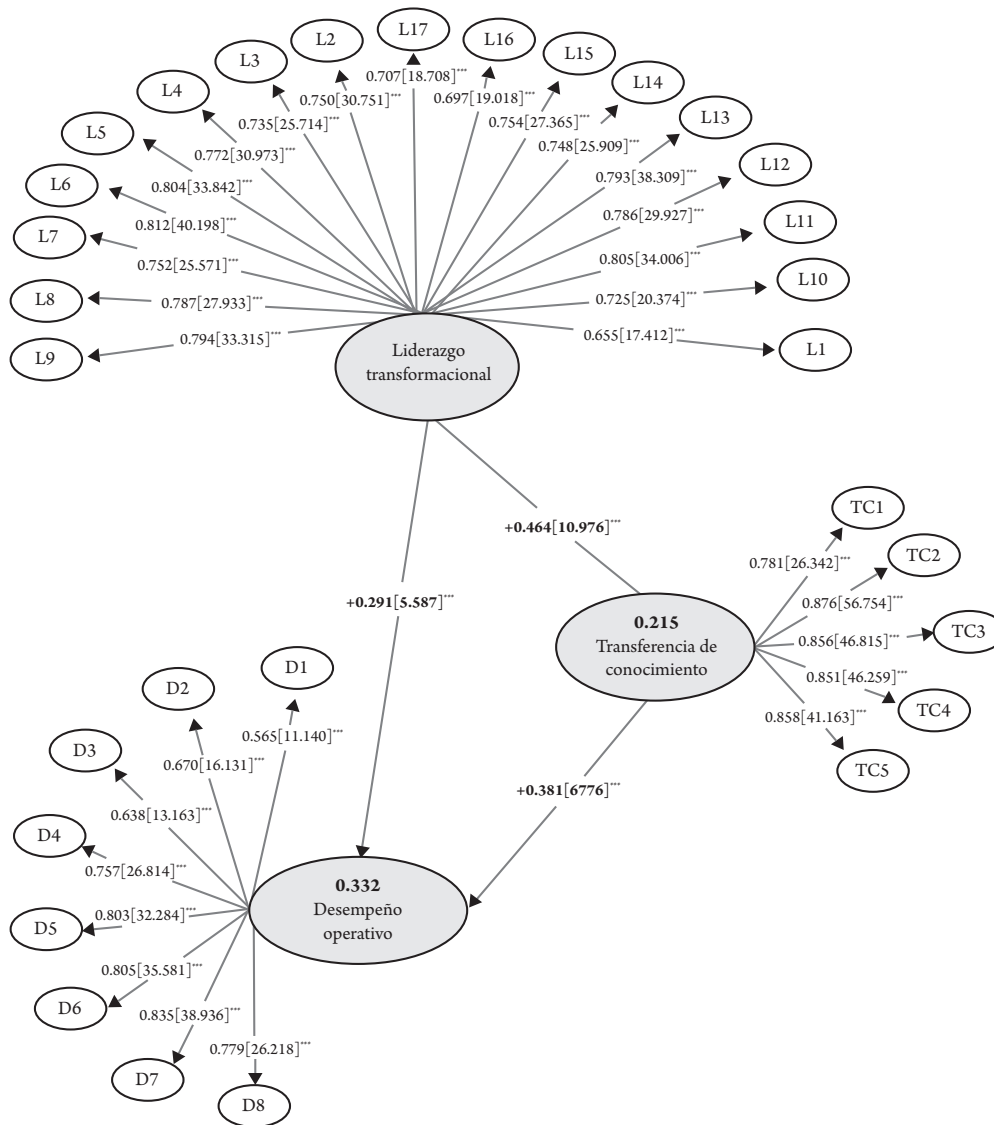 L17
L2
L16
L3
L15
L4
L14
L5
L13
L6
L12
L7
L11
L8
L10
L9
L1
0.707[18.708]***
0.750[30.751]***
0.697[19.018]***
0.735[25.714]***
0.754[27.365]***
0.772[30.973]***
0.748[25.909]***
0.804[33.842]***
0.793[38.309]***
0.812[40.198]***
0.786[29.927]***
0.752[25.571]***
0.805[34.006]***
0.787[27.933]***
0.725[20.374]***
0.794[33.315]***
0.655[17.412]***
Liderazgo
transformacional
+0.464[10.976]***
+0.291[5.587]***
TC1
0.781[26.342]***
TC2
0.876[56.754]***
TC3
0.856[46.815]***
0.851[46.259]***
TC4
0.858[41.163]***
TC5
0.215
Transferencia de
conocimiento
+0.381[6776]***
D1
0.565[11.140]***
D2
0.670[16.131]***
D3
0.638[13.163]***
D4
0.757[26.814]***
D5
0.803[32.284]***
0.332
Desempeño
operativo
0.805[35.581]***
D6
0.835[38.936]***
D7
0.779[26.218]***
D8